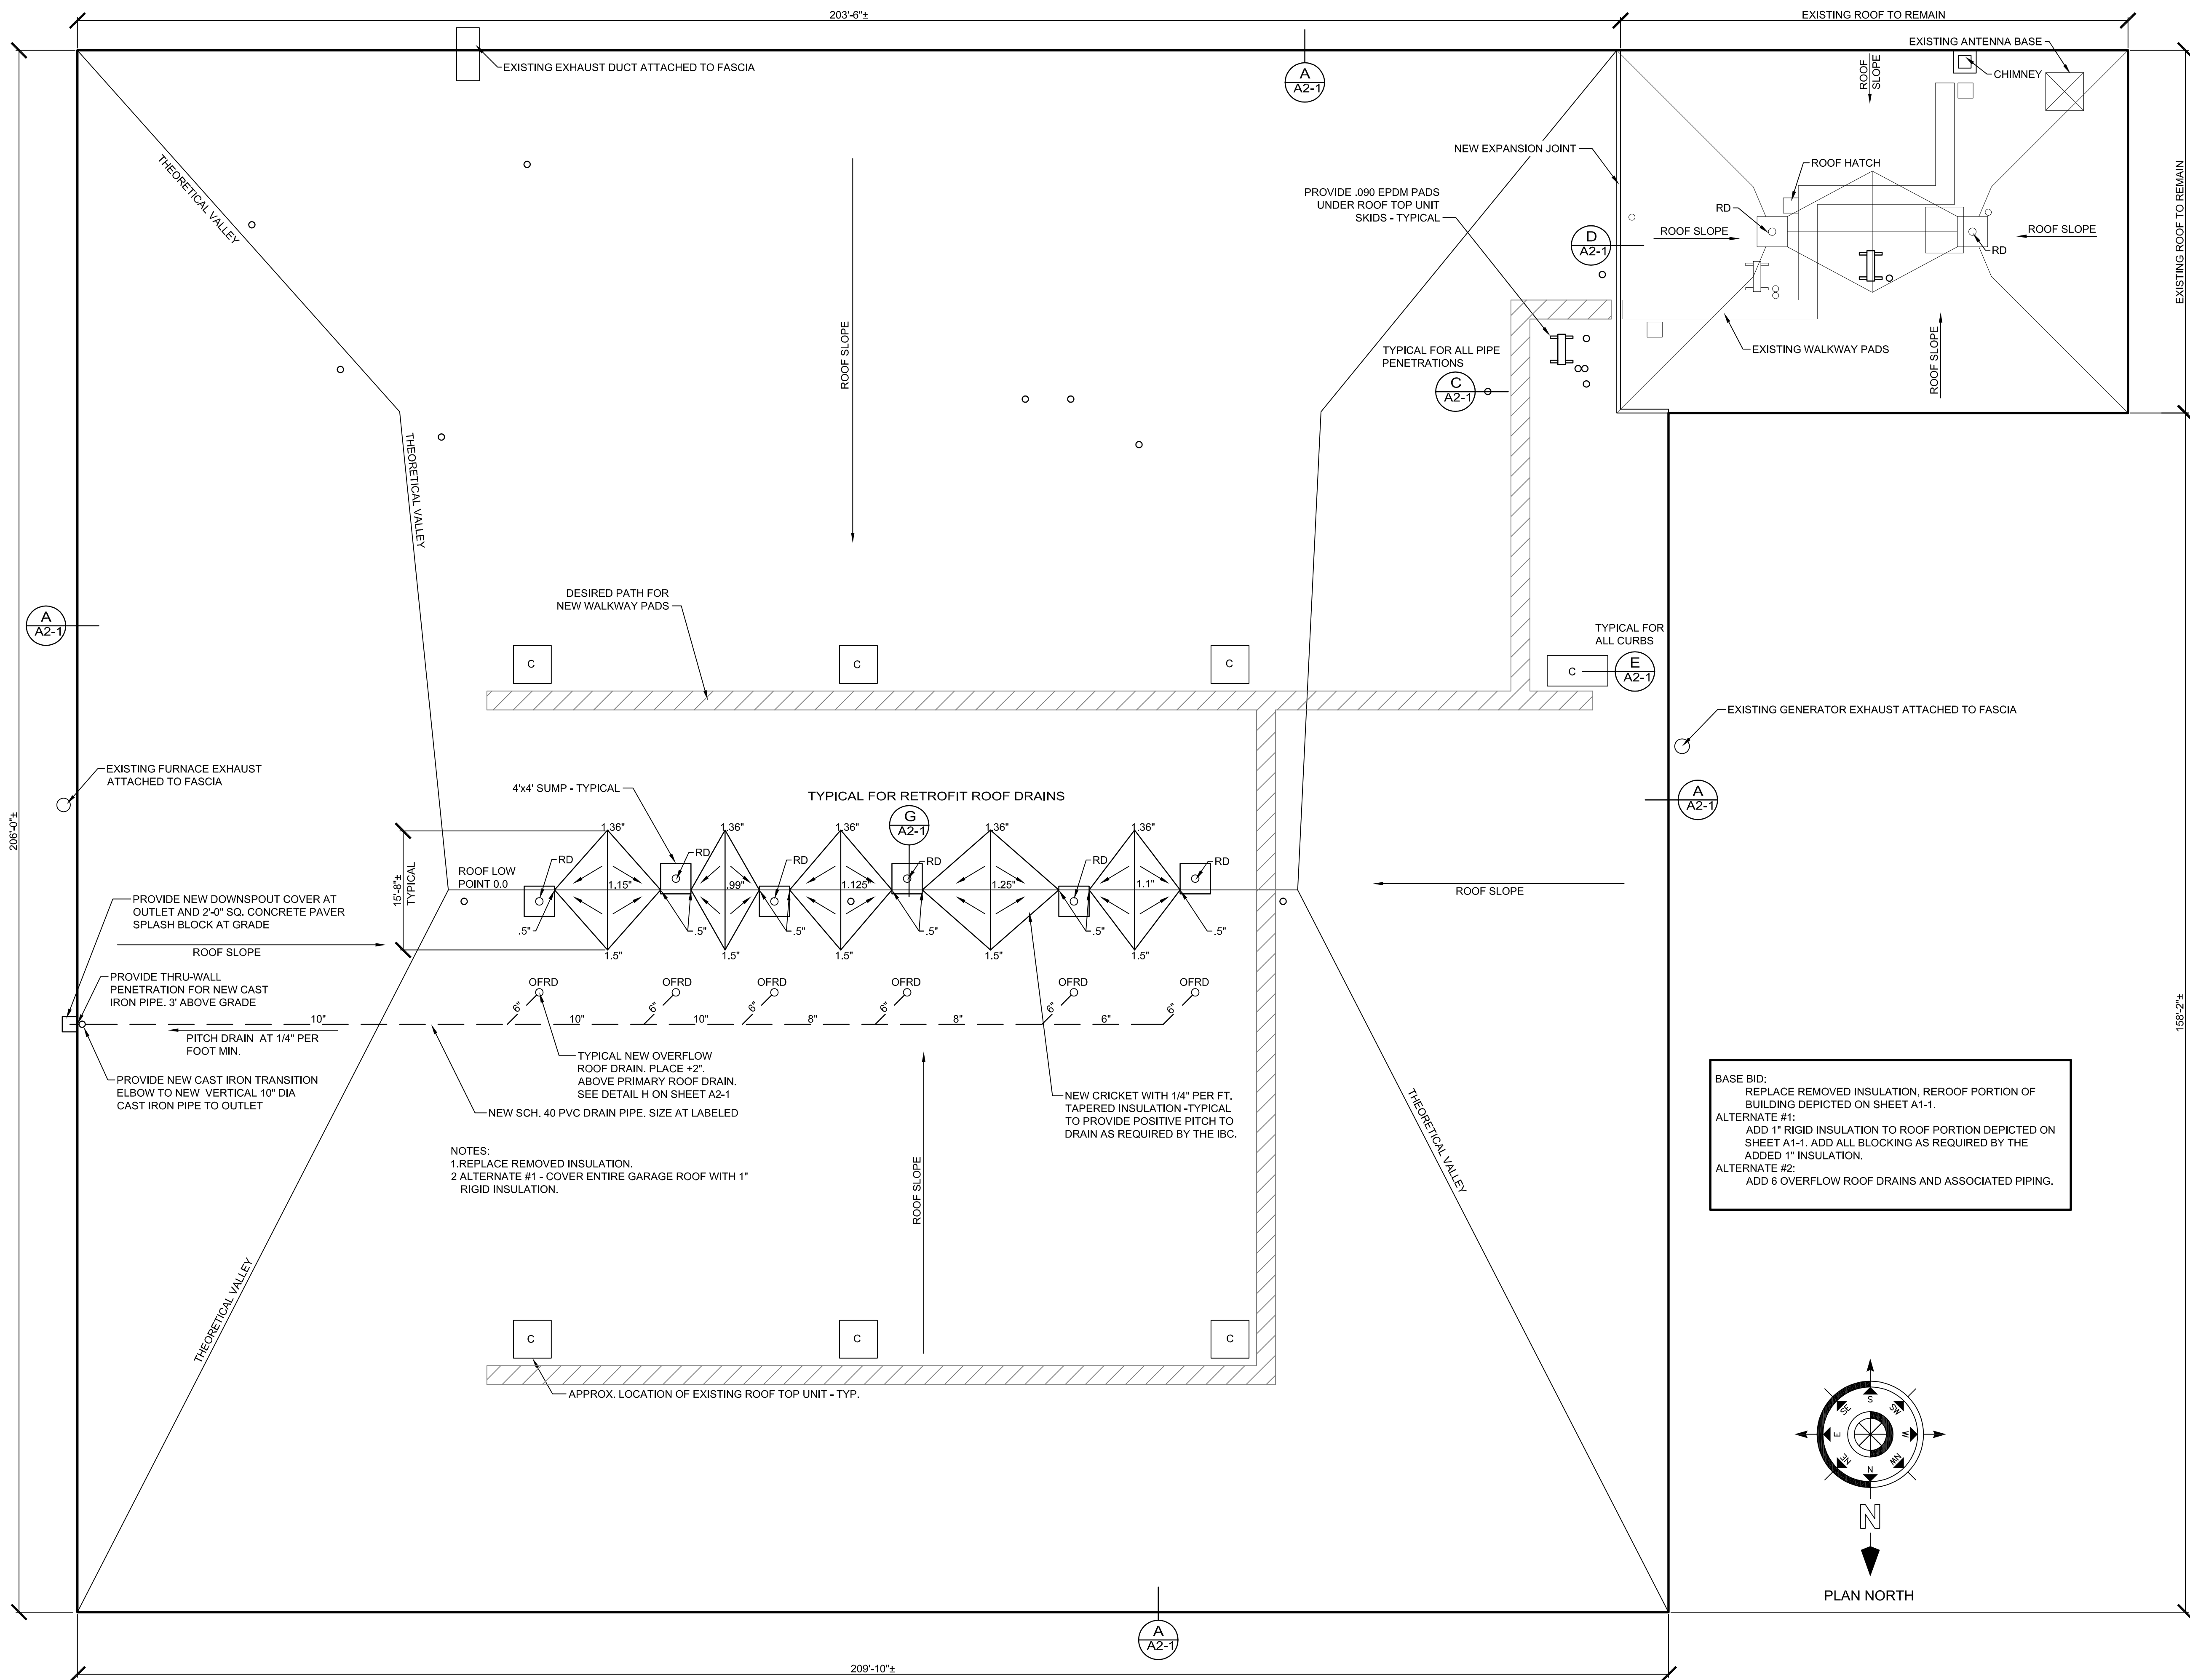 203'-6"±
EXISTING ROOF TO REMAIN
EXISTING EXHAUST DUCT ATTACHED TO FASCIA
A
A2-1
EXISTING ANTENNA BASE
CHIMNEY
ROOF
SLOPE
THEORETICAL VALLEY
NEW EXPANSION JOINT
ROOF HATCH
PROVIDE .090 EPDM PADS
UNDER ROOF TOP UNIT
SKIDS - TYPICAL
RD
D
A2-1
ROOF SLOPE
ROOF SLOPE
RD
EXISTING ROOF TO REMAIN
ROOF SLOPE
TYPICAL FOR ALL PIPE
PENETRATIONS
C
A2-1
EXISTING WALKWAY PADS
ROOF SLOPE
THEORETICAL VALLEY
DESIRED PATH FOR
NEW WALKWAY PADS
A
A2-1
C
C
C
TYPICAL FOR
ALL CURBS
C
E
A2-1
EXISTING GENERATOR EXHAUST ATTACHED TO FASCIA
EXISTING FURNACE EXHAUST
ATTACHED TO FASCIA
4'x4' SUMP - TYPICAL
TYPICAL FOR RETROFIT ROOF DRAINS
G
A2-1
A
A2-1
206'-0"±
15'-8"±
TYPICAL
1.36"
1.36"
1.36"
1.36"
1.36"
RD
RD
RD
RD
RD
RD
ROOF LOW
POINT 0.0
1.15"
.99"
1.125"
1.25"
1.1"
ROOF SLOPE
.5"
.5"
.5"
.5"
.5"
.5"
1.5"
1.5"
1.5"
1.5"
1.5"
PROVIDE NEW DOWNSPOUT COVER AT
OUTLET AND 2'-0" SQ. CONCRETE PAVER
SPLASH BLOCK AT GRADE
ROOF SLOPE
PROVIDE THRU-WALL
PENETRATION FOR NEW CAST
IRON PIPE. 3' ABOVE GRADE
OFRD
OFRD
OFRD
OFRD
OFRD
OFRD
6"
6"
6"
6"
6"
6"
10"
10"
10"
8"
8"
6"
PITCH DRAIN AT 1/4" PER
FOOT MIN.
PROVIDE NEW CAST IRON TRANSITION
ELBOW TO NEW VERTICAL 10" DIA
CAST IRON PIPE TO OUTLET
TYPICAL NEW OVERFLOW
ROOF DRAIN. PLACE +2".
ABOVE PRIMARY ROOF DRAIN.
SEE DETAIL H ON SHEET A2-1
NEW SCH. 40 PVC DRAIN PIPE. SIZE AT LABELED
NEW CRICKET WITH 1/4" PER FT.
TAPERED INSULATION -TYPICAL
TO PROVIDE POSITIVE PITCH TO
DRAIN AS REQUIRED BY THE IBC.
158'-2"±
NOTES:
1.REPLACE REMOVED INSULATION.
2 ALTERNATE #1 - COVER ENTIRE GARAGE ROOF WITH 1"
RIGID INSULATION.
ROOF SLOPE
THEORETICAL VALLEY
THEORETICAL VALLEY
BASE BID:
REPLACE REMOVED INSULATION, REROOF PORTION OF
BUILDING DEPICTED ON SHEET A1-1.
ALTERNATE #1:
ADD 1" RIGID INSULATION TO ROOF PORTION DEPICTED ON
SHEET A1-1. ADD ALL BLOCKING AS REQUIRED BY THE
ADDED 1" INSULATION.
ALTERNATE #2:
ADD 6 OVERFLOW ROOF DRAINS AND ASSOCIATED PIPING.
C
C
C
APPROX. LOCATION OF EXISTING ROOF TOP UNIT - TYP.
S
SE
SW
E
W
NE
NW
N
N
PLAN NORTH
A
A2-1
209'-10"±